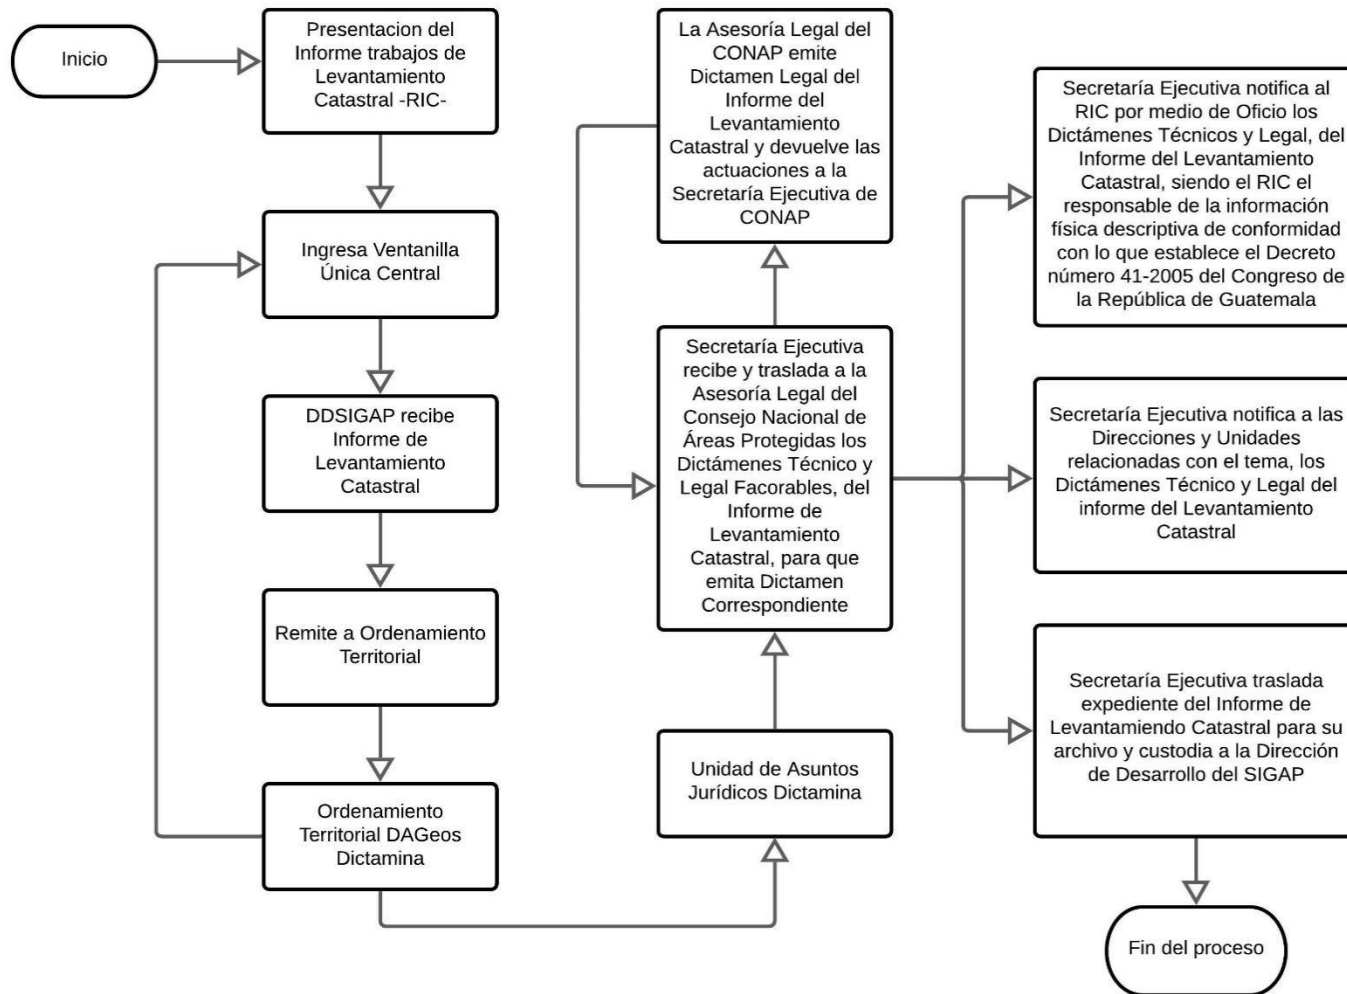 Inicio
Presentacion del
Informe trabajos de
Levantamiento
Catastral -RIC-
Ingresa Ventanilla
Única Central
DDSIGAP recibe
Informe de
Levantamiento
Catastral
Remite a Ordenamiento
Territorial
Ordenamiento
Territorial DAGeos
Dictamina
La Asesoría Legal del
CONAP emite
Dictamen Legal del
Informe del
Levantamiento
Catastral y devuelve las
actuaciones a la
Secretaría Ejecutiva de
CONAP
Secretaría Ejecutiva
recibe y traslada a la
Asesoría Legal del
Consejo Nacional de
Áreas Protegidas los
Dictámenes Técnico y
Legal Facorables, del
Informe de
Levantamiento
Catastral, para que
emita Dictamen
Correspondiente
Unidad de Asuntos
Jurídicos Dictamina
Secretaría Ejecutiva notifica al
RIC por medio de Oficio los
Dictámenes Técnicos y Legal, del
Informe del Levantamiento
Catastral, siendo el RIC el
responsable de la información
física descriptiva de conformidad
con lo que establece el Decreto
número 41-2005 del Congreso de
la República de Guatemala
Secretaría Ejecutiva notifica a las
Direcciones y Unidades
relacionadas con el tema, los
Dictámenes Técnico y Legal del
informe del Levantamiento
Catastral
Secretaría Ejecutiva traslada
expediente del Informe de
Levantamiendo Catastral para su
archivo y custodia a la Dirección
de Desarrollo del SIGAP
Fin del proceso